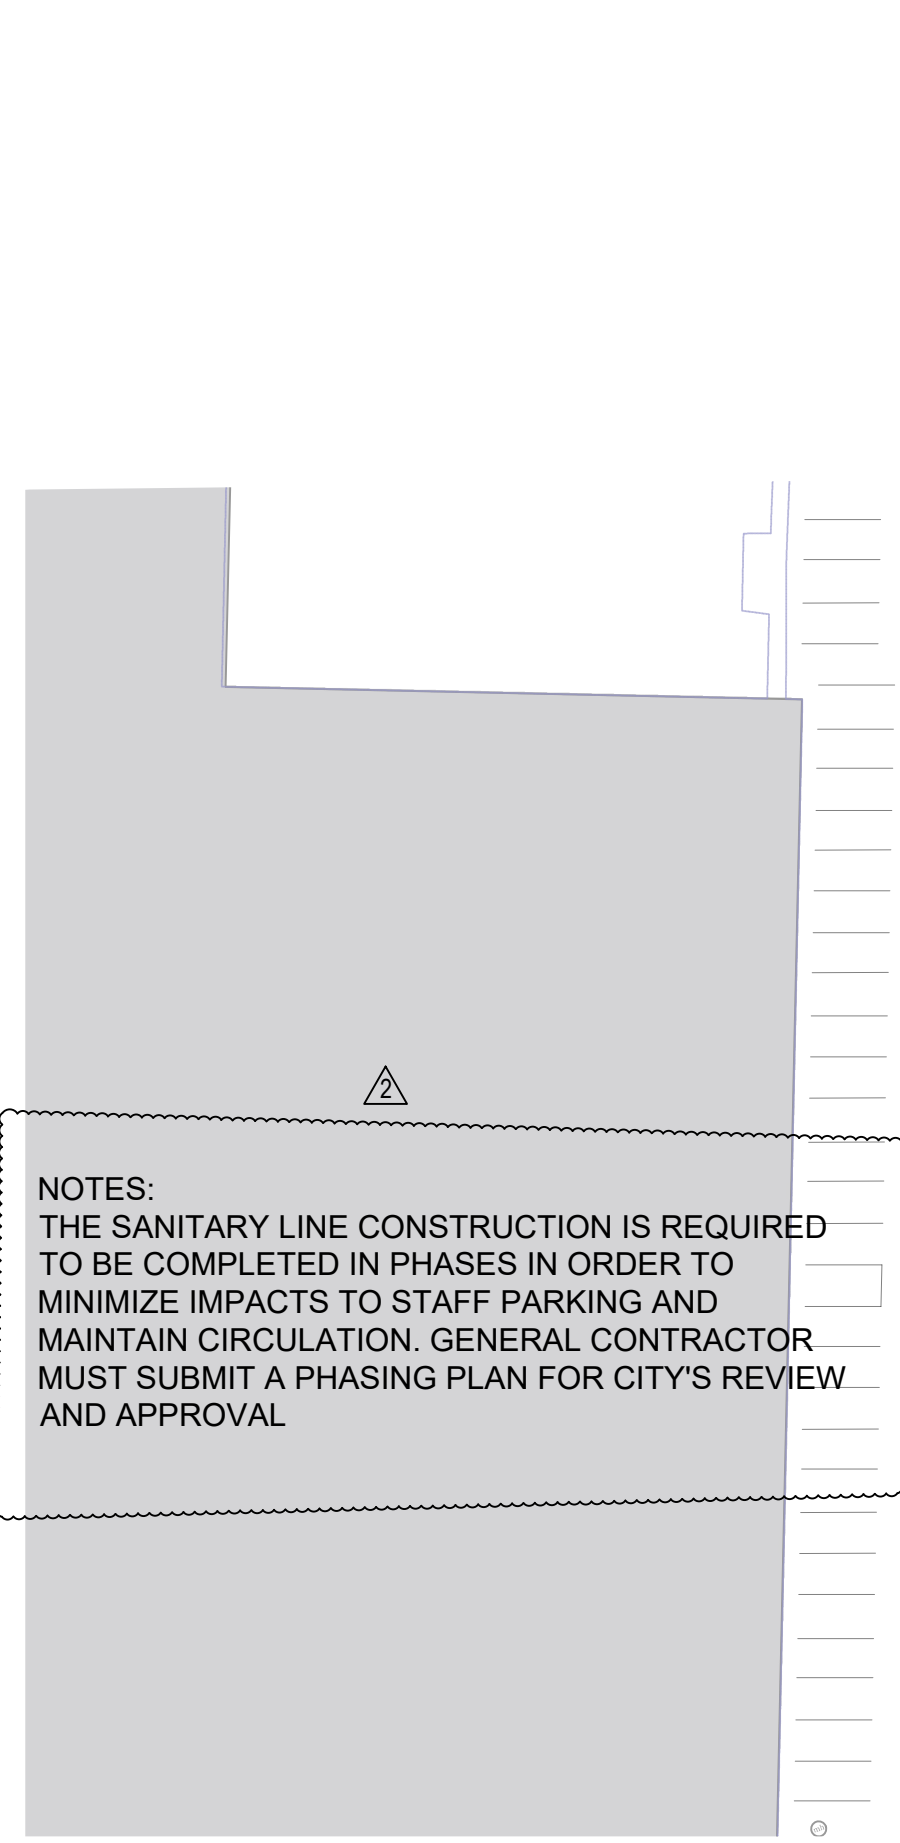 2
NOTES:
THE SANITARY LINE CONSTRUCTION IS REQUIRED
TO BE COMPLETED IN PHASES IN ORDER TO
MINIMIZE IMPACTS TO STAFF PARKING AND
MAINTAIN CIRCULATION. GENERAL CONTRACTOR
MUST SUBMIT A PHASING PLAN FOR CITY'S REVIEW
AND APPROVAL
mh